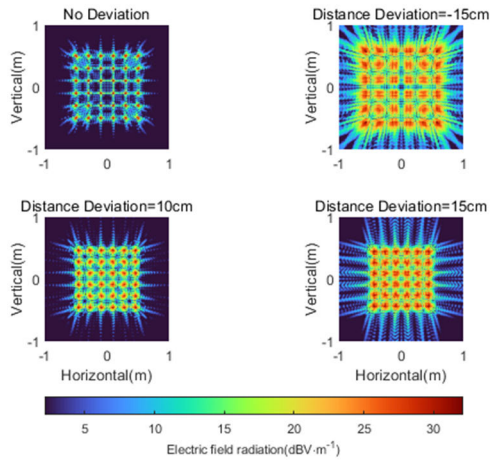 No Deviation
Distance Deviation=-15cm
Vertical(m)
1
0
-1
-1 0 1
Vertical(m)
1
0
-1
-1 0 1
Distance Deviation=10cm
Distance Deviation=15cm
Vertical(m)
1
0
-1
-1 0 1
Horizontal(m)
Vertical(m)
1
0
-1
-1 0 1
Horizontal(m)
5 10 15 20 25 30
Electric field radiation(dBV·m⁻¹)